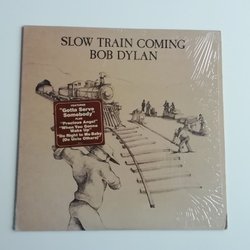 SLOW TRAIN COMING
BOB DYLAN
FEATURING
"Gotta Serve
Somebody"
PLUS
"Precious Angel"
"When You Gonna
Wake Up"
"Do Right to Me Baby
(Do Unto Others)"